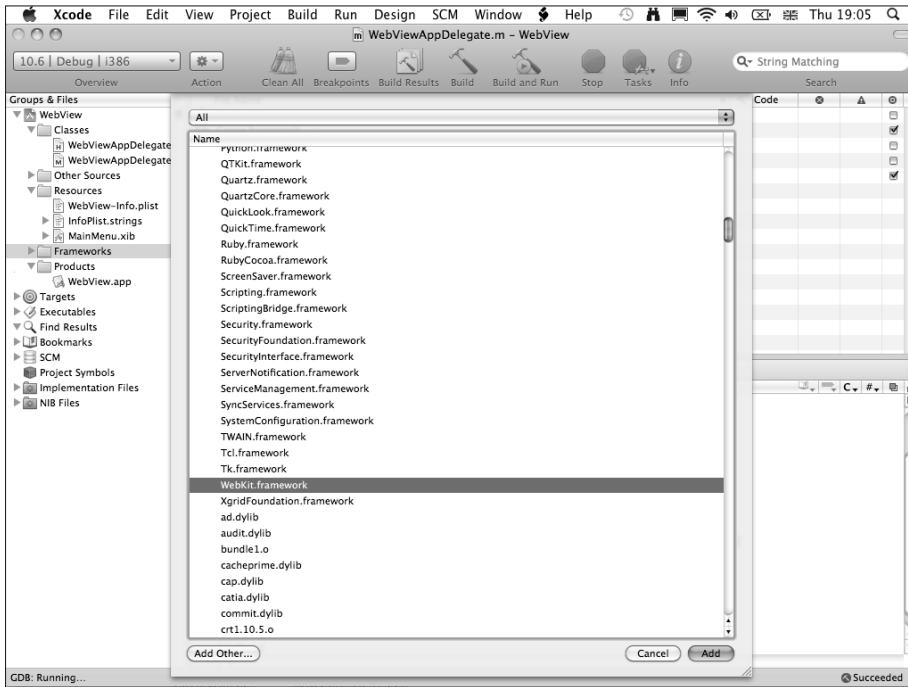 Xcode File Edit View Project Build Run Design SCM Window Help Thu 19:05
WebViewAppDelegate.m – WebView
10.6 | Debug | i386
String Matching
Overview Action Clean All Breakpoints Build Results Build Build and Run Stop Tasks Info Search
Groups & Files
Code
WebView
Classes
WebViewAppDelegate
WebViewAppDelegate
Other Sources
Resources
WebView-Info.plist
InfoPlist.strings
MainMenu.xib
Frameworks
Products
WebView.app
Targets
Executables
Find Results
Bookmarks
SCM
Project Symbols
Implementation Files
NIB Files
All
Name
Python.framework
QTKit.framework
Quartz.framework
QuartzCore.framework
QuickLook.framework
QuickTime.framework
Ruby.framework
RubyCocoa.framework
ScreenSaver.framework
Scripting.framework
ScriptingBridge.framework
Security.framework
SecurityFoundation.framework
SecurityInterface.framework
ServerNotification.framework
ServiceManagement.framework
SyncServices.framework
SystemConfiguration.framework
TWAIN.framework
Tcl.framework
Tk.framework
WebKit.framework
XgridFoundation.framework
ad.dylib
audit.dylib
bundle1.o
cacheprime.dylib
cap.dylib
catia.dylib
commit.dylib
crt1.10.5.o
Add Other... Cancel Add
C #
GDB: Running... Succeeded